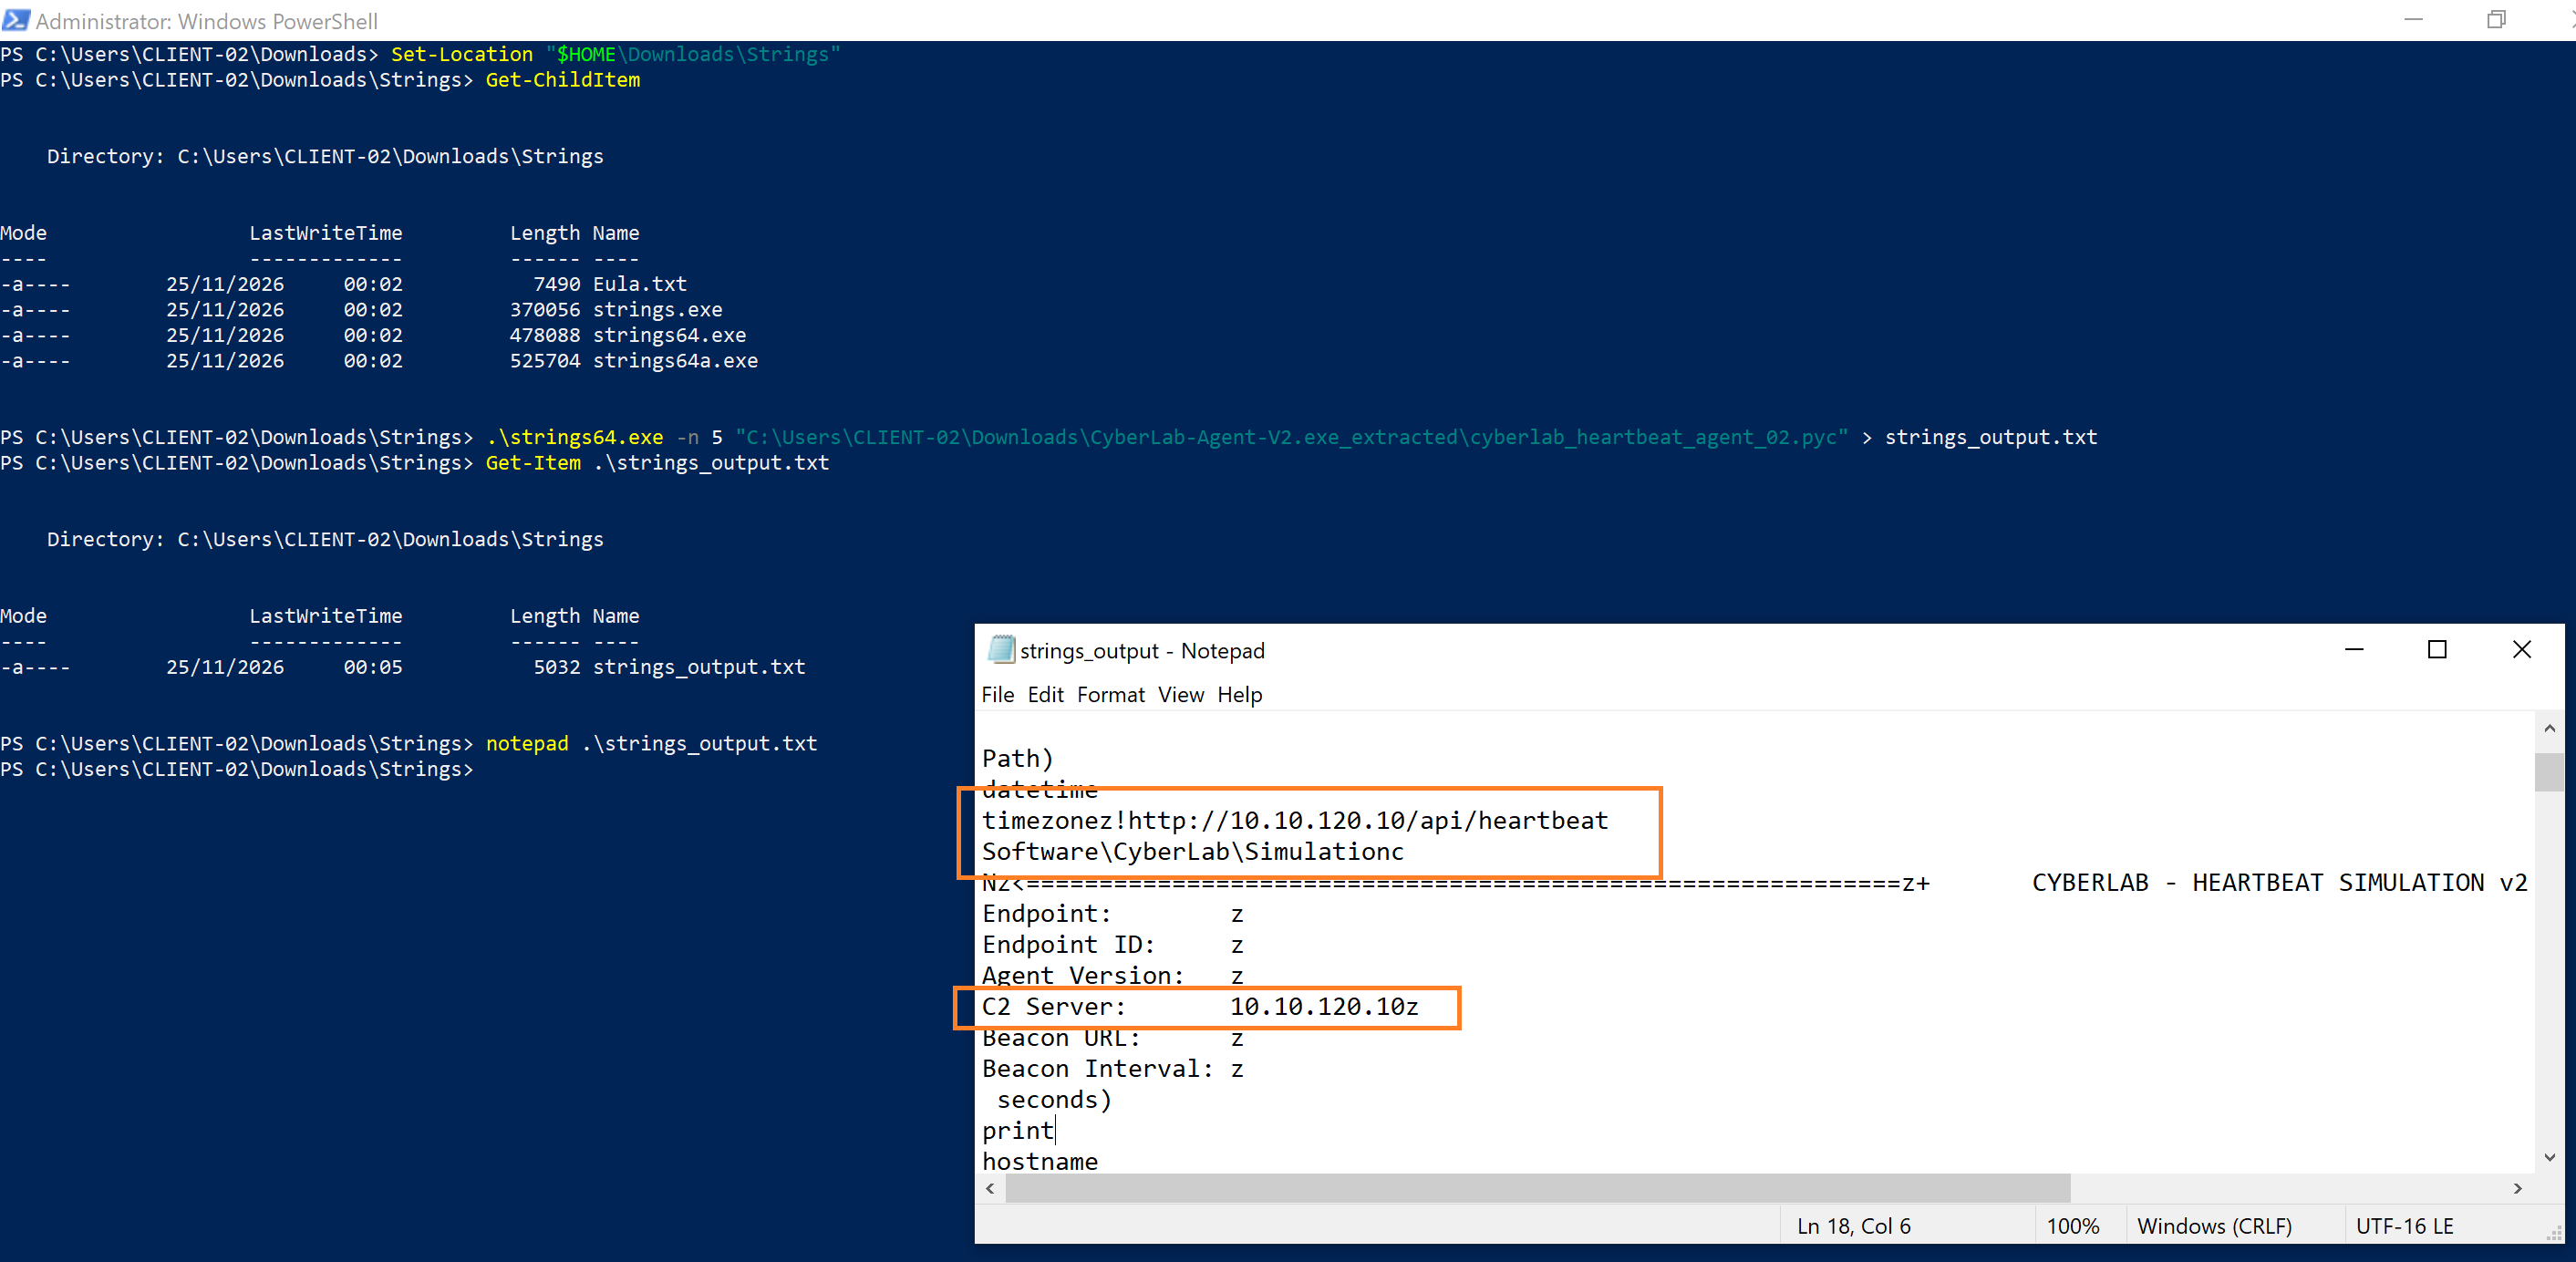 Administrator: Windows PowerShell
PS C:\Users\CLIENT-02\Downloads> Set-Location "$HOME\Downloads\Strings"
PS C:\Users\CLIENT-02\Downloads\Strings> Get-ChildItem
Directory: C:\Users\CLIENT-02\Downloads\Strings
Mode LastWriteTime Length Name
---- ------------- ------ ----
-a---- 25/11/2026 00:02 7490 Eula.txt
-a---- 25/11/2026 00:02 370056 strings.exe
-a---- 25/11/2026 00:02 478088 strings64.exe
-a---- 25/11/2026 00:02 525704 strings64a.exe
PS C:\Users\CLIENT-02\Downloads\Strings> .\strings64.exe -n 5 "C:\Users\CLIENT-02\Downloads\CyberLab-Agent-V2.exe_extracted\cyberlab_heartbeat_agent_02.pyc" > strings_output.txt
PS C:\Users\CLIENT-02\Downloads\Strings> Get-Item .\strings_output.txt
Directory: C:\Users\CLIENT-02\Downloads\Strings
Mode LastWriteTime Length Name
---- ------------- ------ ----
-a---- 25/11/2026 00:05 5032 strings_output.txt
PS C:\Users\CLIENT-02\Downloads\Strings> notepad .\strings_output.txt
PS C:\Users\CLIENT-02\Downloads\Strings>
strings_output - Notepad
File Edit Format View Help
Path)
datetime
timezonez!http://10.10.120.10/api/heartbeat
Software\CyberLab\Simulationc
Nz<============================================================z+ CYBERLAB - HEARTBEAT SIMULATION v2
Endpoint: z
Endpoint ID: z
Agent Version: z
C2 Server: 10.10.120.10z
Beacon URL: z
Beacon Interval: z
seconds)
print
hostname
Ln 18, Col 6 100% Windows (CRLF) UTF-16 LE